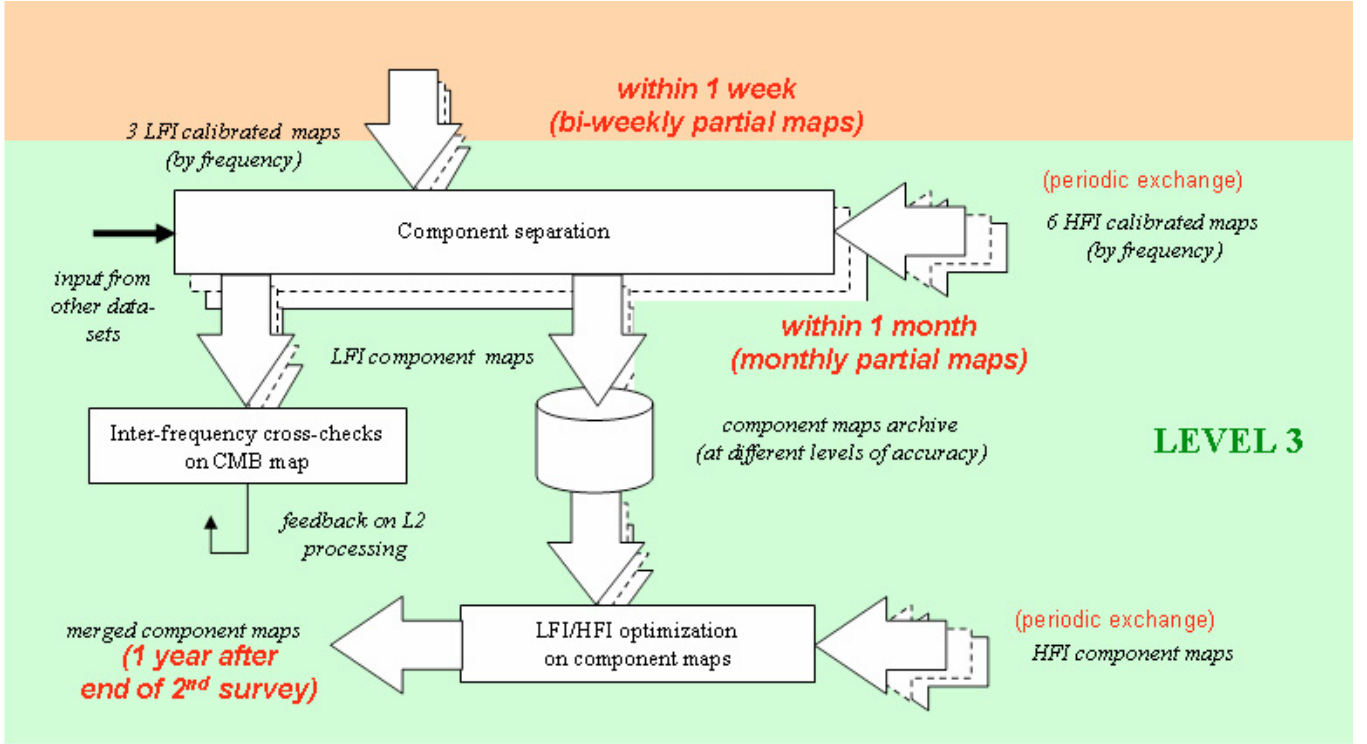 within 1 week
(bi-weekly partial maps)
3 LFI calibrated maps
(by frequency)
(periodic exchange)
6 HFI calibrated maps
(by frequency)
Component separation
input from
other data-
sets
within 1 month
(monthly partial maps)
LFI component maps
Inter-frequency cross-checks
on CMB map
component maps archive
(at different levels of accuracy)
LEVEL 3
feedback on L2
processing
merged component maps
(1 year after
end of 2nd survey)
LFI/HFI optimization
on component maps
(periodic exchange)
HFI component maps